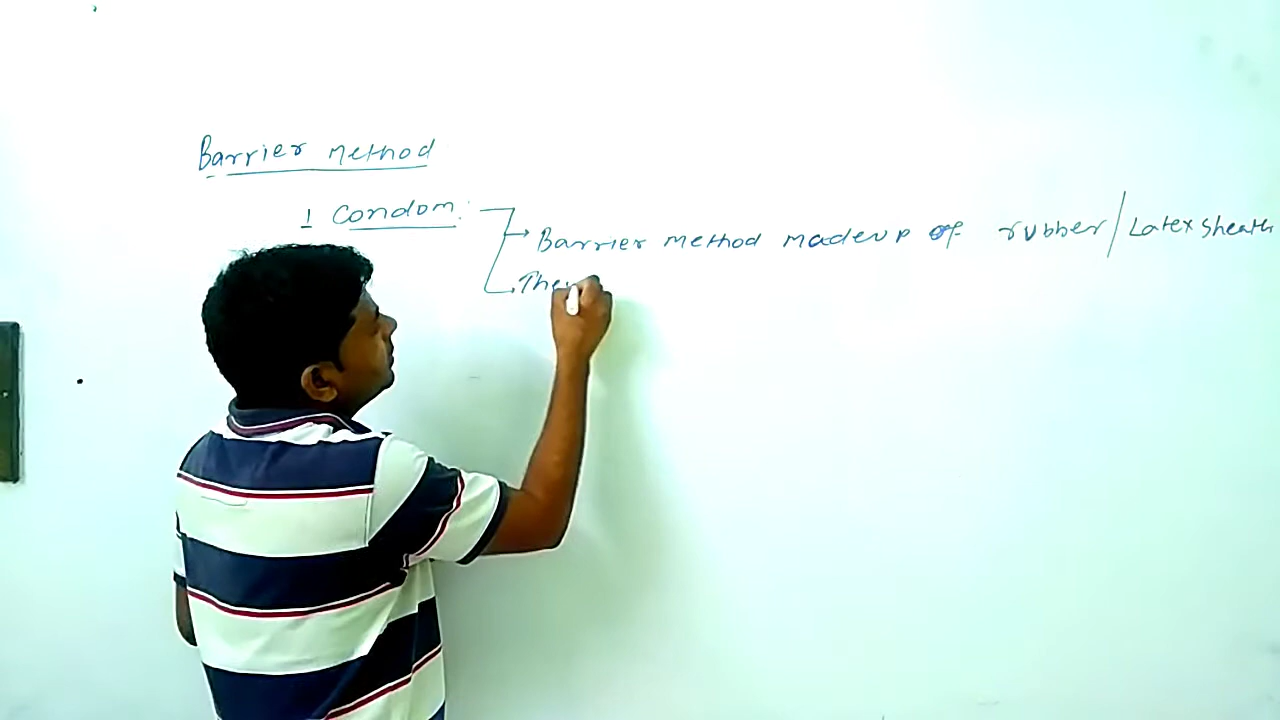 Barrier method
1 Condom:
Barrier method madeup of rubber/Latex sheath
The